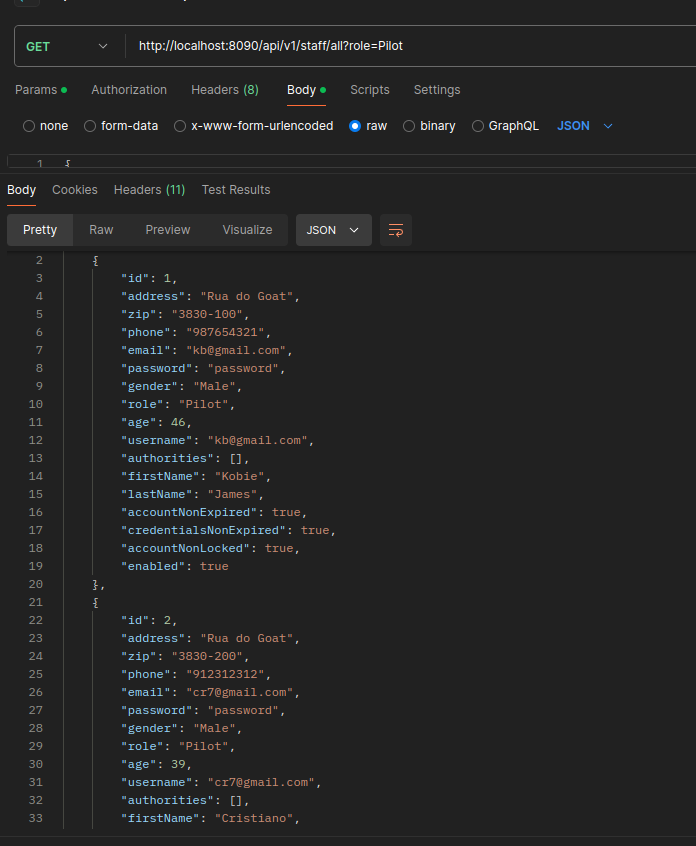 GET http://localhost:8090/api/v1/staff/all?role=Pilot
Params Authorization Headers (8) Body Scripts Settings
none form-data x-www-form-urlencoded raw binary GraphQL JSON
1 {
Body Cookies Headers (11) Test Results
Pretty Raw Preview Visualize JSON
2 {
3 "id": 1,
4 "address": "Rua do Goat",
5 "zip": "3830-100",
6 "phone": "987654321",
7 "email": "kb@gmail.com",
8 "password": "password",
9 "gender": "Male",
10 "role": "Pilot",
11 "age": 46,
12 "username": "kb@gmail.com",
13 "authorities": [],
14 "firstName": "Kobie",
15 "lastName": "James",
16 "accountNonExpired": true,
17 "credentialsNonExpired": true,
18 "accountNonLocked": true,
19 "enabled": true
20 },
21 {
22 "id": 2,
23 "address": "Rua do Goat",
24 "zip": "3830-200",
25 "phone": "912312312",
26 "email": "cr7@gmail.com",
27 "password": "password",
28 "gender": "Male",
29 "role": "Pilot",
30 "age": 39,
31 "username": "cr7@gmail.com",
32 "authorities": [],
33 "firstName": "Cristiano",